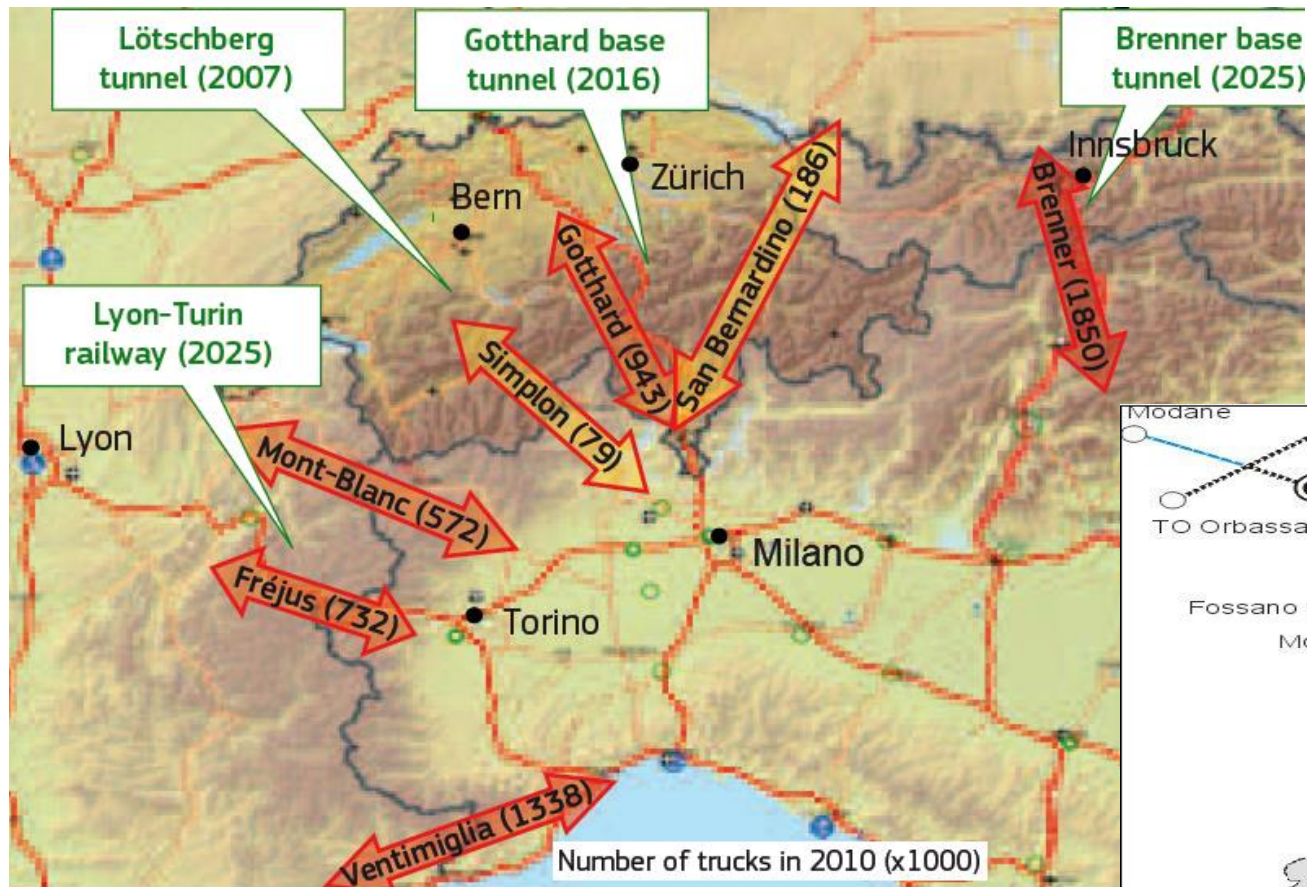 Lötschberg
tunnel (2007)
Gotthard base
tunnel (2016)
Brenner base
tunnel (2025)
Innsbruck
Zürich
Bern
San Bernardino (186)
Gotthard (943)
Brenner (1850)
Lyon-Turin
railway (2025)
Simplon (79)
Lyon
Mont-Blanc (572)
Modane
TO Orbassa
Milano
Fréjus (732)
Torino
Fossano
Ventimiglia (1338)
Number of trucks in 2010 (x1000)